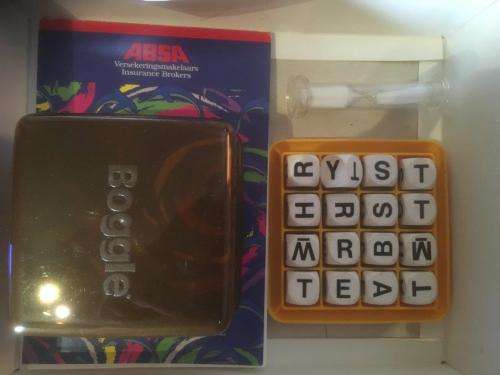 ABSA
Versekeringsmakelaars
Insurance Brokers
Boggle
R Y S T
H R S T
M R B W
T E A T